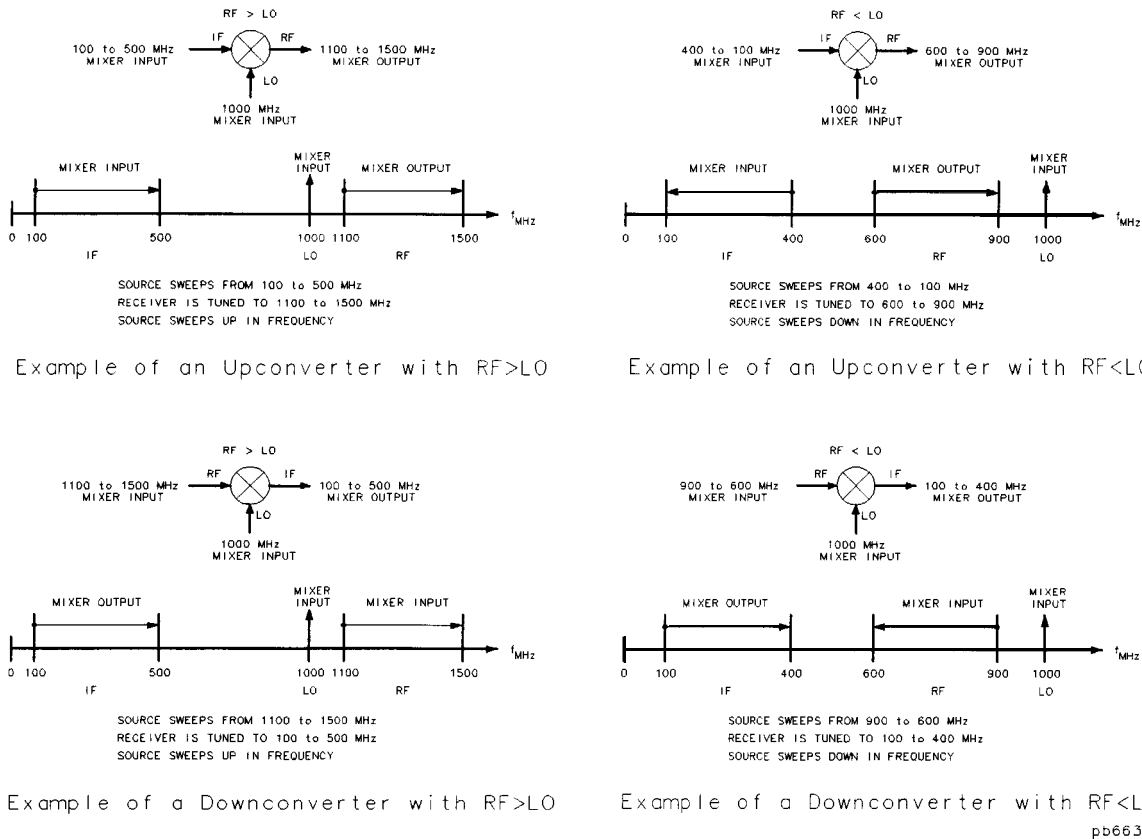 RF > LO
IF
RF
100 to 500 MHz
MIXER INPUT
1100 to 1500 MHz
MIXER OUTPUT
LO
1000 MHz
MIXER INPUT
MIXER INPUT
MIXER
INPUT
MIXER OUTPUT
fMHz
0 100 500 1000 1100 1500
IF LO RF
SOURCE SWEEPS FROM 100 to 500 MHz
RECEIVER IS TUNED TO 1100 to 1500 MHz
SOURCE SWEEPS UP IN FREQUENCY
Example of an Upconverter with RF>LO
RF < LO
IF
RF
400 to 100 MHz
MIXER INPUT
600 to 900 MHz
MIXER OUTPUT
LO
1000 MHz
MIXER INPUT
MIXER INPUT
MIXER OUTPUT
MIXER
INPUT
fMHz
0 100 400 600 900 1000
IF RF LO
SOURCE SWEEPS FROM 400 to 100 MHz
RECEIVER IS TUNED TO 600 to 900 MHz
SOURCE SWEEPS DOWN IN FREQUENCY
Example of an Upconverter with RF<LO
RF > LO
RF
IF
1100 to 1500 MHz
MIXER INPUT
100 to 500 MHz
MIXER OUTPUT
LO
1000 MHz
MIXER INPUT
MIXER OUTPUT
MIXER
INPUT
MIXER INPUT
fMHz
0 100 500 1000 1100 1500
IF LO RF
SOURCE SWEEPS FROM 1100 to 1500 MHz
RECEIVER IS TUNED TO 100 to 500 MHz
SOURCE SWEEPS UP IN FREQUENCY
Example of a Downconverter with RF>LO
RF < LO
RF
IF
900 to 600 MHz
MIXER INPUT
100 to 400 MHz
MIXER OUTPUT
LO
1000 MHz
MIXER INPUT
MIXER OUTPUT
MIXER INPUT
MIXER
INPUT
fMHz
0 100 400 600 900 1000
IF RF LO
SOURCE SWEEPS FROM 900 to 600 MHz
RECEIVER IS TUNED TO 100 to 400 MHz
SOURCE SWEEPS DOWN IN FREQUENCY
Example of a Downconverter with RF<L
pb663